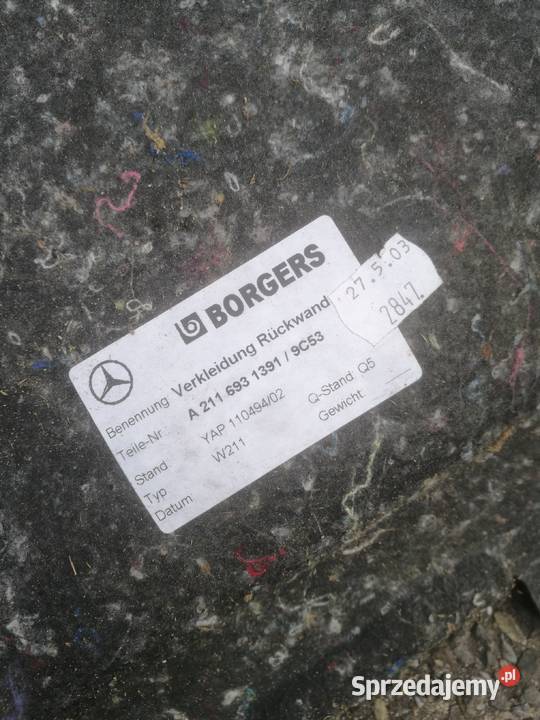 BORGERS
Benennung Verkleidung Rückwand
Teile-Nr A 211 693 1391 / 9C53
Stand YAP 110494/02 Q-Stand: Q5
Typ W211 Gewicht:
Datum
27.5.03
2847
Sprzedajemy.pl